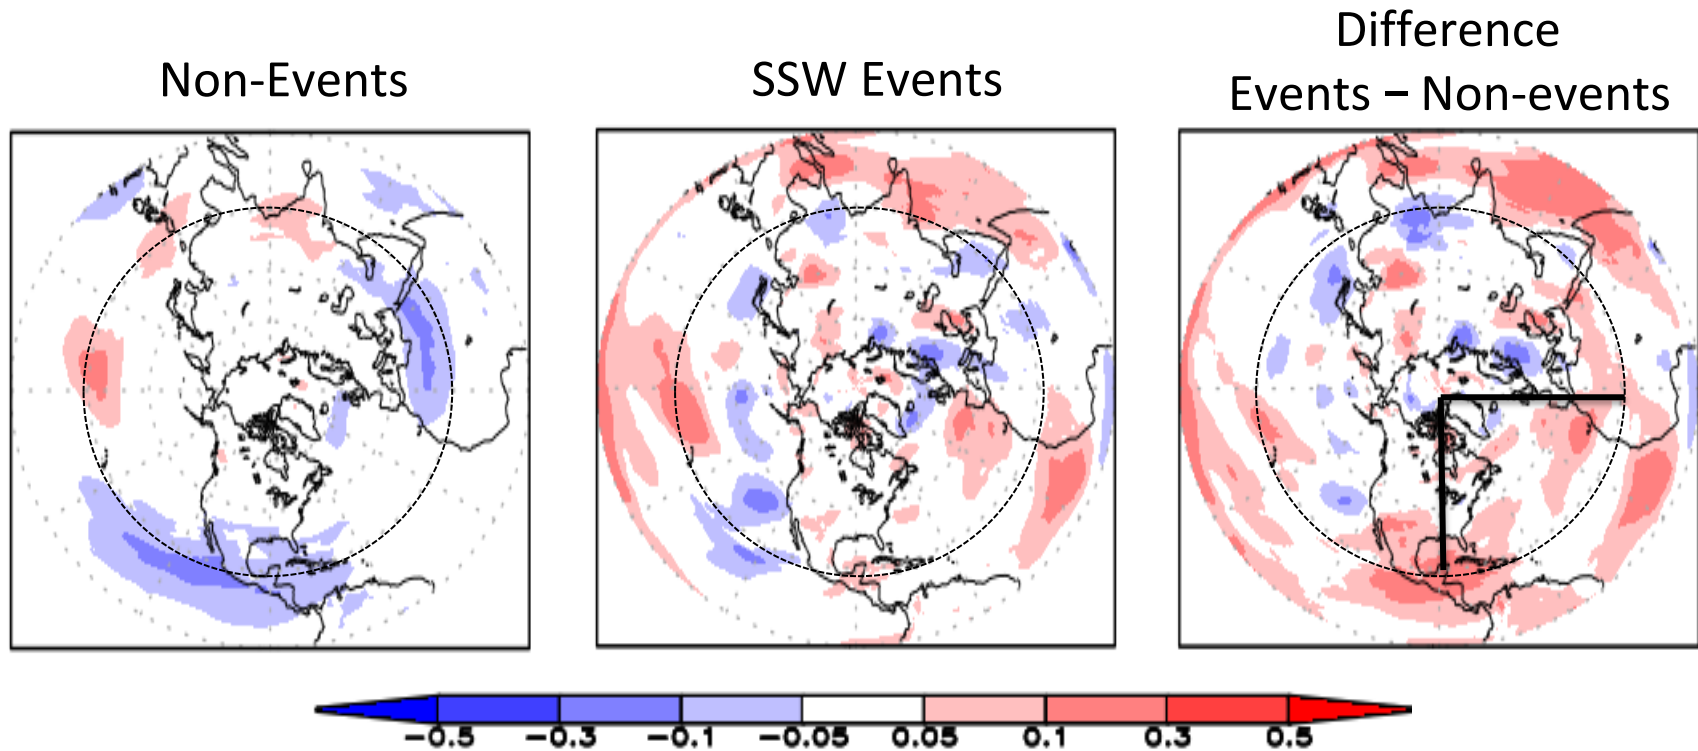 Non-Events
SSW Events
Difference
Events – Non-events
-0.5 -0.3 -0.1 -0.05 0.05 0.1 0.3 0.5